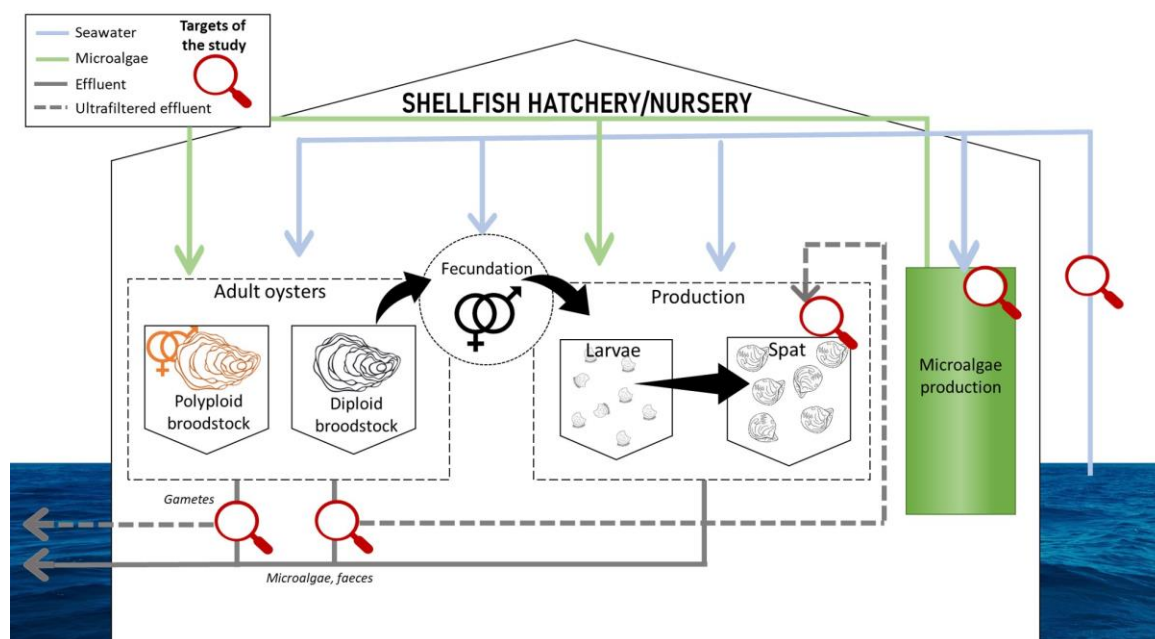 Seawater
Microalgae
Effluent
Ultrafiltered effluent
Targets of
the study
SHELLFISH HATCHERY/NURSERY
Adult oysters
Fecundation
Production
Polyploid
broodstock
Diploid
broodstock
Larvae
Spat
Microalgae
production
Gametes
Microalgae, faeces